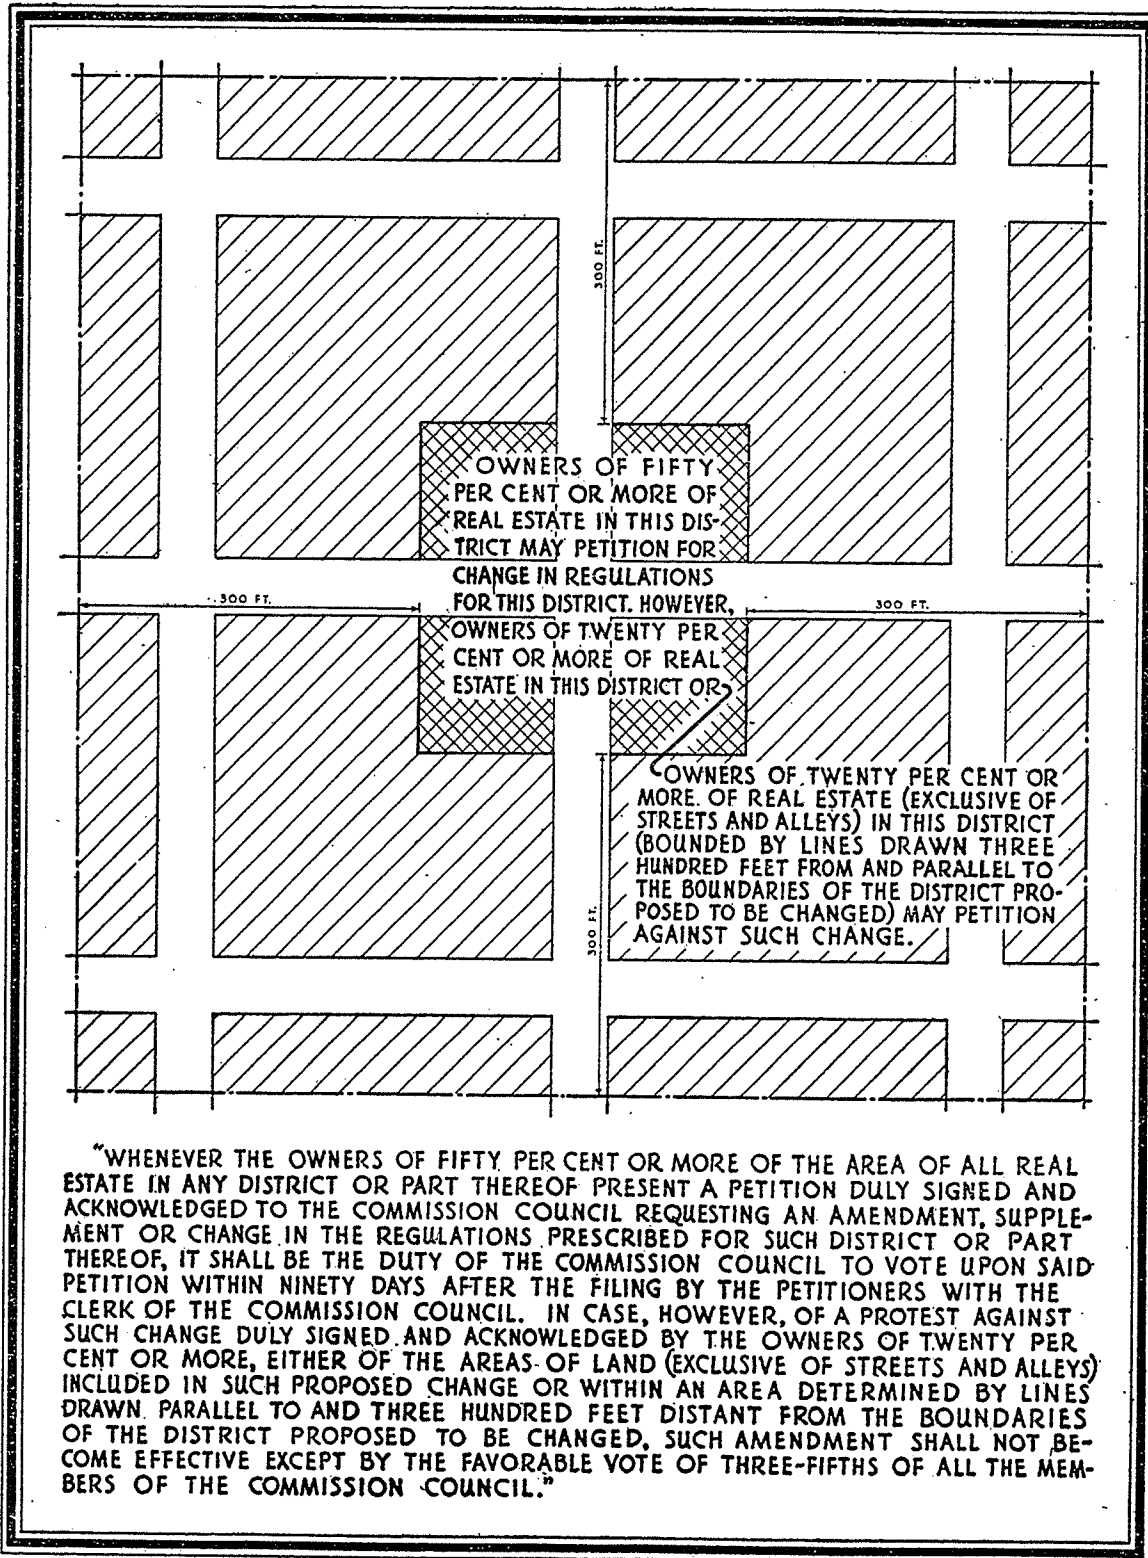 300 FT.
OWNERS OF FIFTY
PER CENT OR MORE OF
REAL ESTATE IN THIS DIS-
TRICT MAY PETITION FOR
CHANGE IN REGULATIONS
FOR THIS DISTRICT. HOWEVER,
OWNERS OF TWENTY PER
CENT OR MORE OF REAL
ESTATE IN THIS DISTRICT OR
300 FT.
300 FT.
OWNERS OF TWENTY PER CENT OR
MORE. OF REAL ESTATE (EXCLUSIVE OF
STREETS AND ALLEYS) IN THIS DISTRICT
(BOUNDED BY LINES DRAWN THREE
HUNDRED FEET FROM AND PARALLEL TO
THE BOUNDARIES OF THE DISTRICT PRO-
POSED TO BE CHANGED) MAY PETITION
AGAINST SUCH CHANGE.
300 FT.
"WHENEVER THE OWNERS OF FIFTY PER CENT OR MORE OF THE AREA OF ALL REAL
ESTATE IN ANY DISTRICT OR PART THEREOF PRESENT A PETITION DULY SIGNED AND
ACKNOWLEDGED TO THE COMMISSION COUNCIL REQUESTING AN AMENDMENT, SUPPLE-
MENT OR CHANGE IN THE REGULATIONS PRESCRIBED FOR SUCH DISTRICT OR PART
THEREOF, IT SHALL BE THE DUTY OF THE COMMISSION COUNCIL TO VOTE UPON SAID
PETITION WITHIN NINETY DAYS AFTER THE FILING BY THE PETITIONERS WITH THE
CLERK OF THE COMMISSION COUNCIL. IN CASE, HOWEVER, OF A PROTEST AGAINST
SUCH CHANGE DULY SIGNED AND ACKNOWLEDGED BY THE OWNERS OF TWENTY PER
CENT OR MORE, EITHER OF THE AREAS OF LAND (EXCLUSIVE OF STREETS AND ALLEYS)
INCLUDED IN SUCH PROPOSED CHANGE OR WITHIN AN AREA DETERMINED BY LINES
DRAWN PARALLEL TO AND THREE HUNDRED FEET DISTANT FROM THE BOUNDARIES
OF THE DISTRICT PROPOSED TO BE CHANGED, SUCH AMENDMENT SHALL NOT BE-
COME EFFECTIVE EXCEPT BY THE FAVORABLE VOTE OF THREE-FIFTHS OF ALL THE MEM-
BERS OF THE COMMISSION COUNCIL."